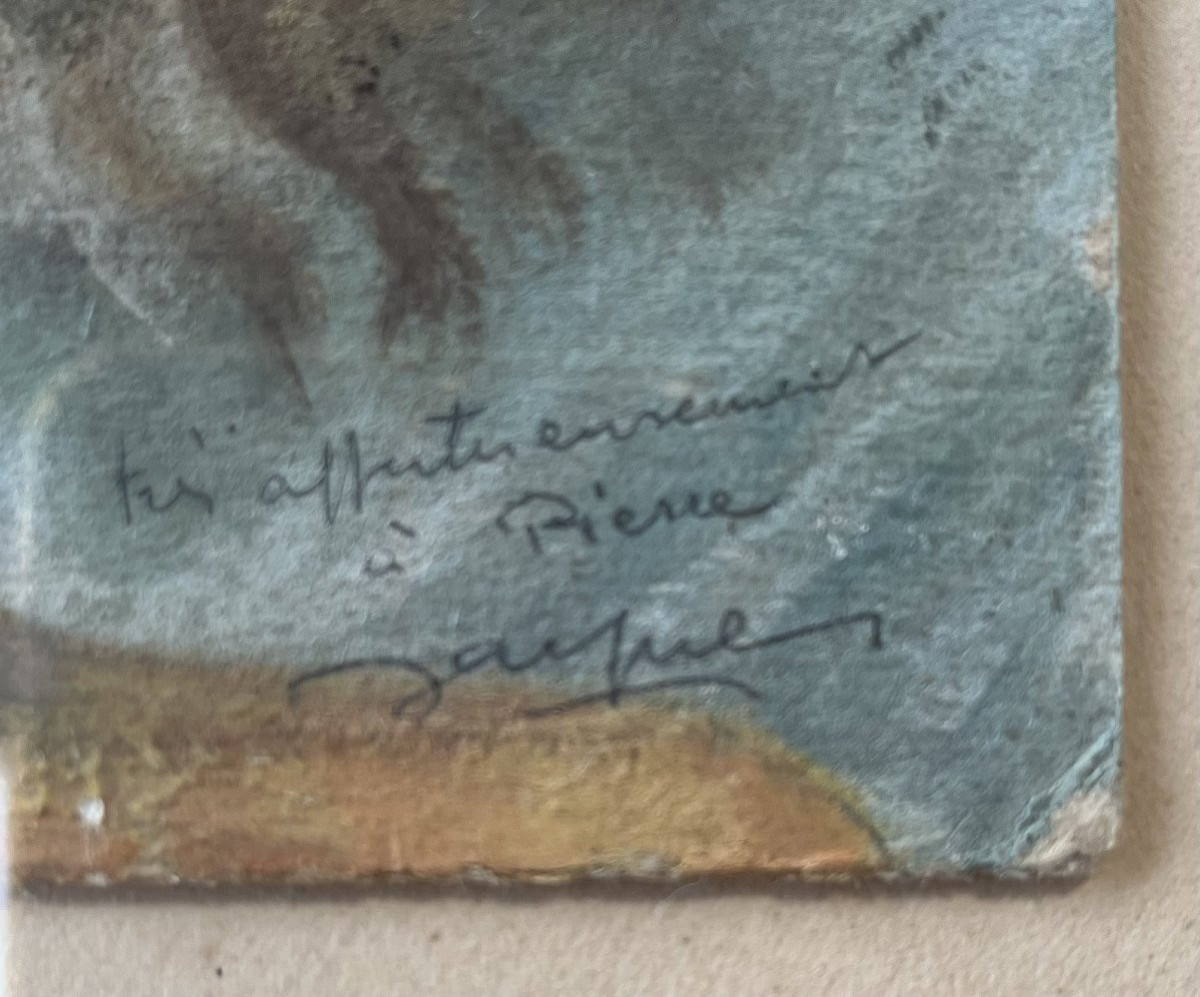 très affectueusement
à Pierre
Jacques